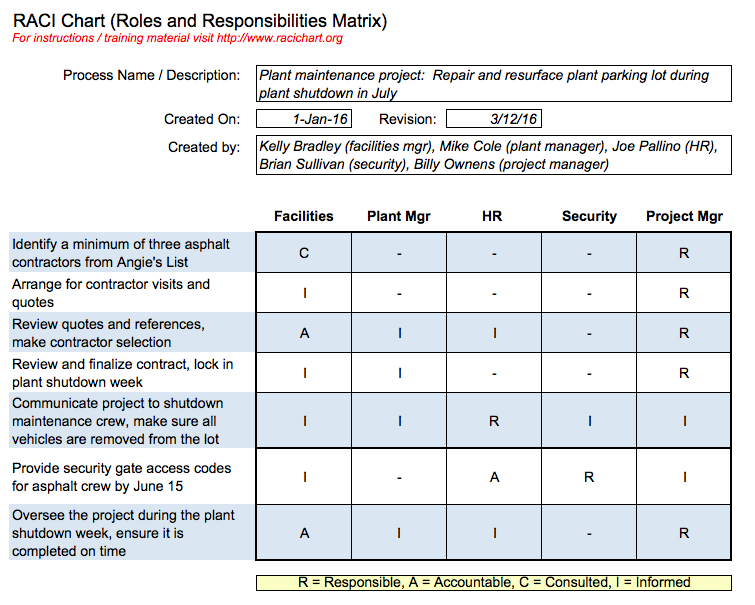 RACI Chart (Roles and Responsibilities Matrix)
For instructions / training material visit http://www.racichart.org
Process Name / Description: Plant maintenance project: Repair and resurface plant parking lot during
plant shutdown in July
Created On: 1-Jan-16 Revision: 3/12/16
Created by: Kelly Bradley (facilities mgr), Mike Cole (plant manager), Joe Pallino (HR),
Brian Sullivan (security), Billy Ownens (project manager)
Facilities Plant Mgr HR Security Project Mgr
Identify a minimum of three asphalt
contractors from Angie's List
C - - - R
Arrange for contractor visits and
quotes
I - - - R
Review quotes and references,
make contractor selection
A I I - R
Review and finalize contract, lock in
plant shutdown week
I I - - R
Communicate project to shutdown
maintenance crew, make sure all
vehicles are removed from the lot
I I R I I
Provide security gate access codes
for asphalt crew by June 15
I - A R I
Oversee the project during the plant
shutdown week, ensure it is
completed on time
A I I - R
R = Responsible, A = Accountable, C = Consulted, I = Informed